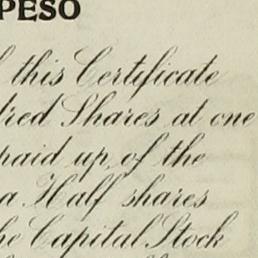 PESO
this Certificate
red Shares at one
paid up, of the
a Half shares
he Capital Stock